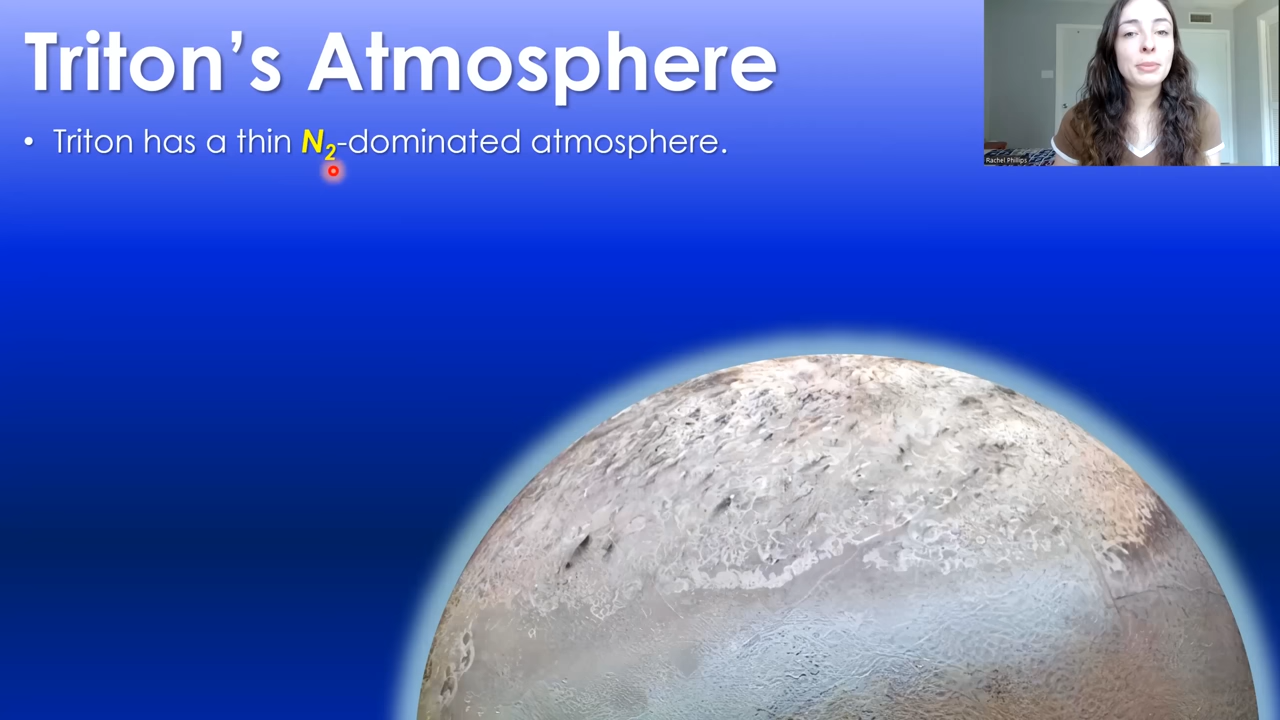 Triton’s Atmosphere
• Triton has a thin N₂-dominated atmosphere.
Rachel Phillips